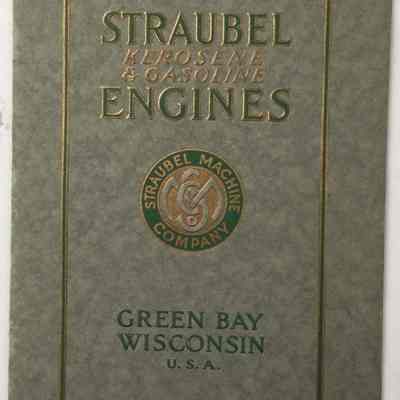 STRAUBEL
KEROSENE
& GASOLINE
ENGINES
STRAUBEL MACHINE
COMPANY
GREEN BAY
WISCONSIN
U.S.A.